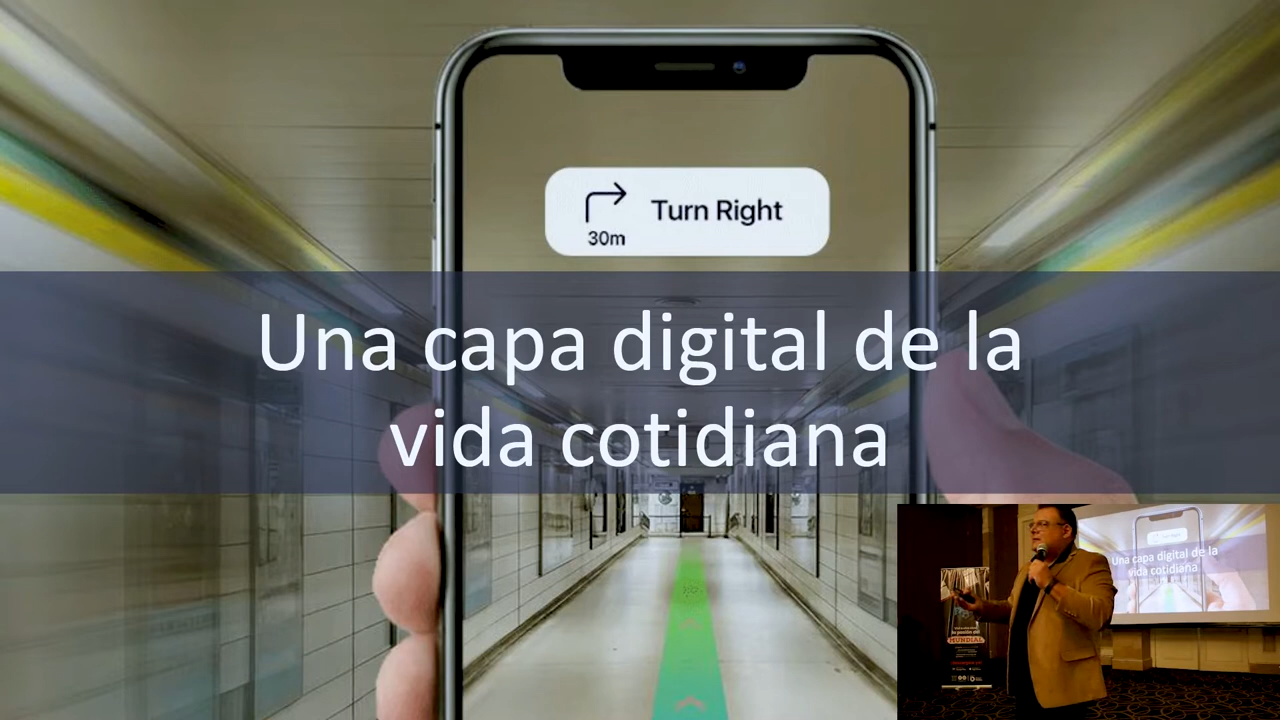 Turn Right
30m
Una capa digital de la
vida cotidiana
Una capa digital de la
vida cotidiana
MUNDIAL